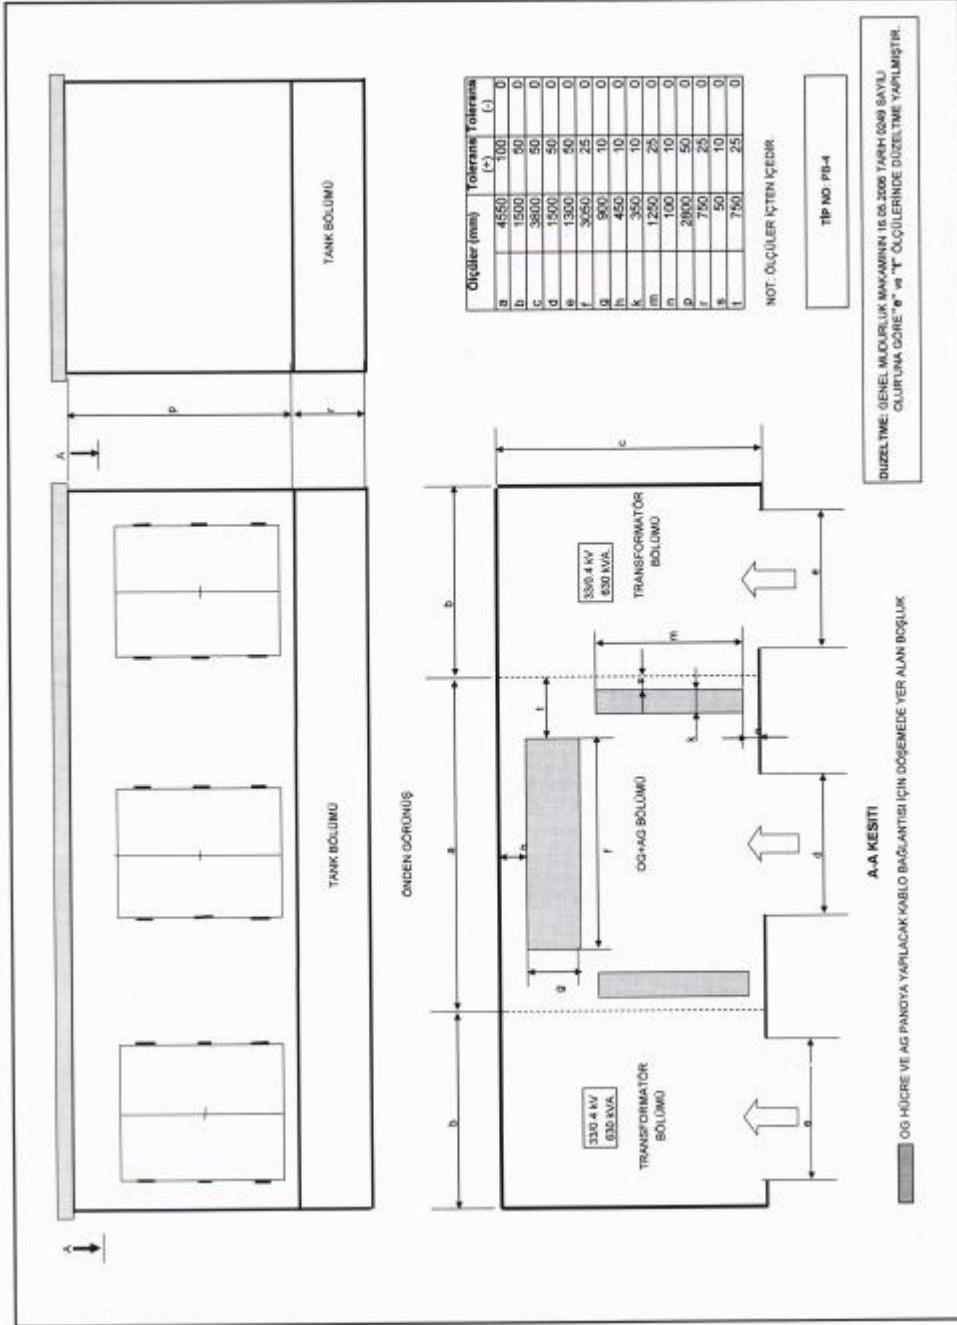 A
A
p
r
TANK BÖLÜMÜ
TANK BÖLÜMÜ
ÖNDEN GÖRÜNÜŞ
b
a
b
c
h
g
f
t
s
k
m
n
33/0.4 kV
630 kVA.
TRANSFORMATÖR
BÖLÜMÜ
OG+AG BÖLÜMÜ
33/0.4 kV
630 kVA.
TRANSFORMATÖR
BÖLÜMÜ
e
d
e
A-A KESİTİ
OG HÜCRE VE AG PANOYA YAPILACAK KABLO BAĞLANTISI İÇİN DÖŞEMEDE YER ALAN BOŞLUK
Ölçüler (mm) Tolerans (+) Tolerans (-)
a 4550 100 0
b 1500 50 0
c 3800 50 0
d 1500 50 0
e 1300 50 0
f 3050 25 0
g 900 10 0
h 450 10 0
k 350 10 0
m 1250 25 0
n 100 10 0
p 2800 50 0
r 750 25 0
s 50 10 0
t 750 25 0
NOT: ÖLÇÜLER İÇTEN İÇEDİR.
TİP NO: PB-4
DÜZELTME: GENEL MÜDÜRLÜK MAKAMININ 16.05.2006 TARİH 0249 SAYILI
OLUR'UNA GÖRE "e" ve "t" ÖLÇÜLERİNDE DÜZELTME YAPILMIŞTIR.